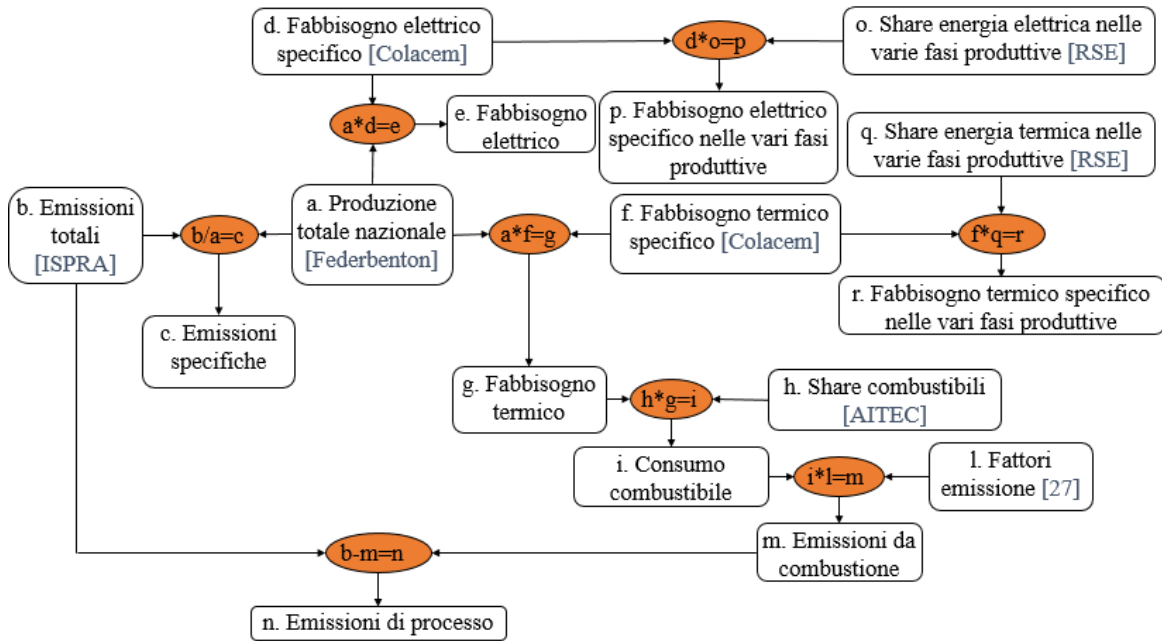 d. Fabbisogno elettrico
specifico [Colacem]
d*o=p
o. Share energia elettrica nelle
varie fasi produttive [RSE]
a*d=e
e. Fabbisogno
elettrico
p. Fabbisogno elettrico
specifico nelle vari fasi
produttive
q. Share energia termica nelle
varie fasi produttive [RSE]
b. Emissioni
totali
[ISPRA]
b/a=c
a. Produzione
totale nazionale
[Federbenton]
a*f=g
f. Fabbisogno termico
specifico [Colacem]
f*q=r
c. Emissioni
specifiche
r. Fabbisogno termico specifico
nelle vari fasi produttive
g. Fabbisogno
termico
h*g=i
h. Share combustibili
[AITEC]
i. Consumo
combustibile
i*l=m
l. Fattori
emissione [27]
b-m=n
m. Emissioni da
combustione
n. Emissioni di processo